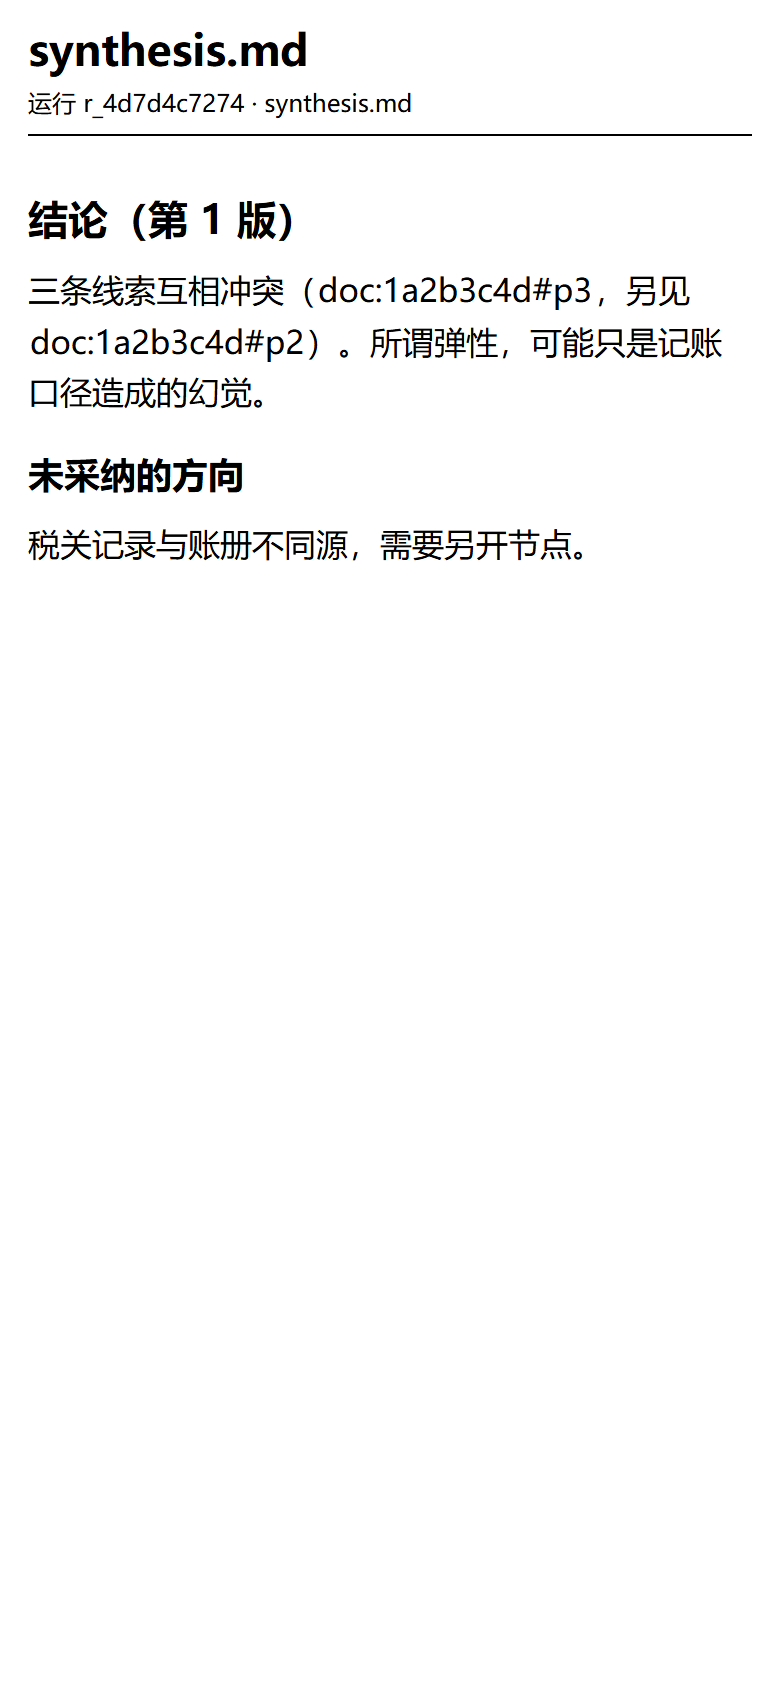 synthesis.md
运行 r_4d7d4c7274 · synthesis.md
结论（第 1 版）
三条线索互相冲突（doc:1a2b3c4d#p3，另见
doc:1a2b3c4d#p2）。所谓弹性，可能只是记账
口径造成的幻觉。
未采纳的方向
税关记录与账册不同源，需要另开节点。